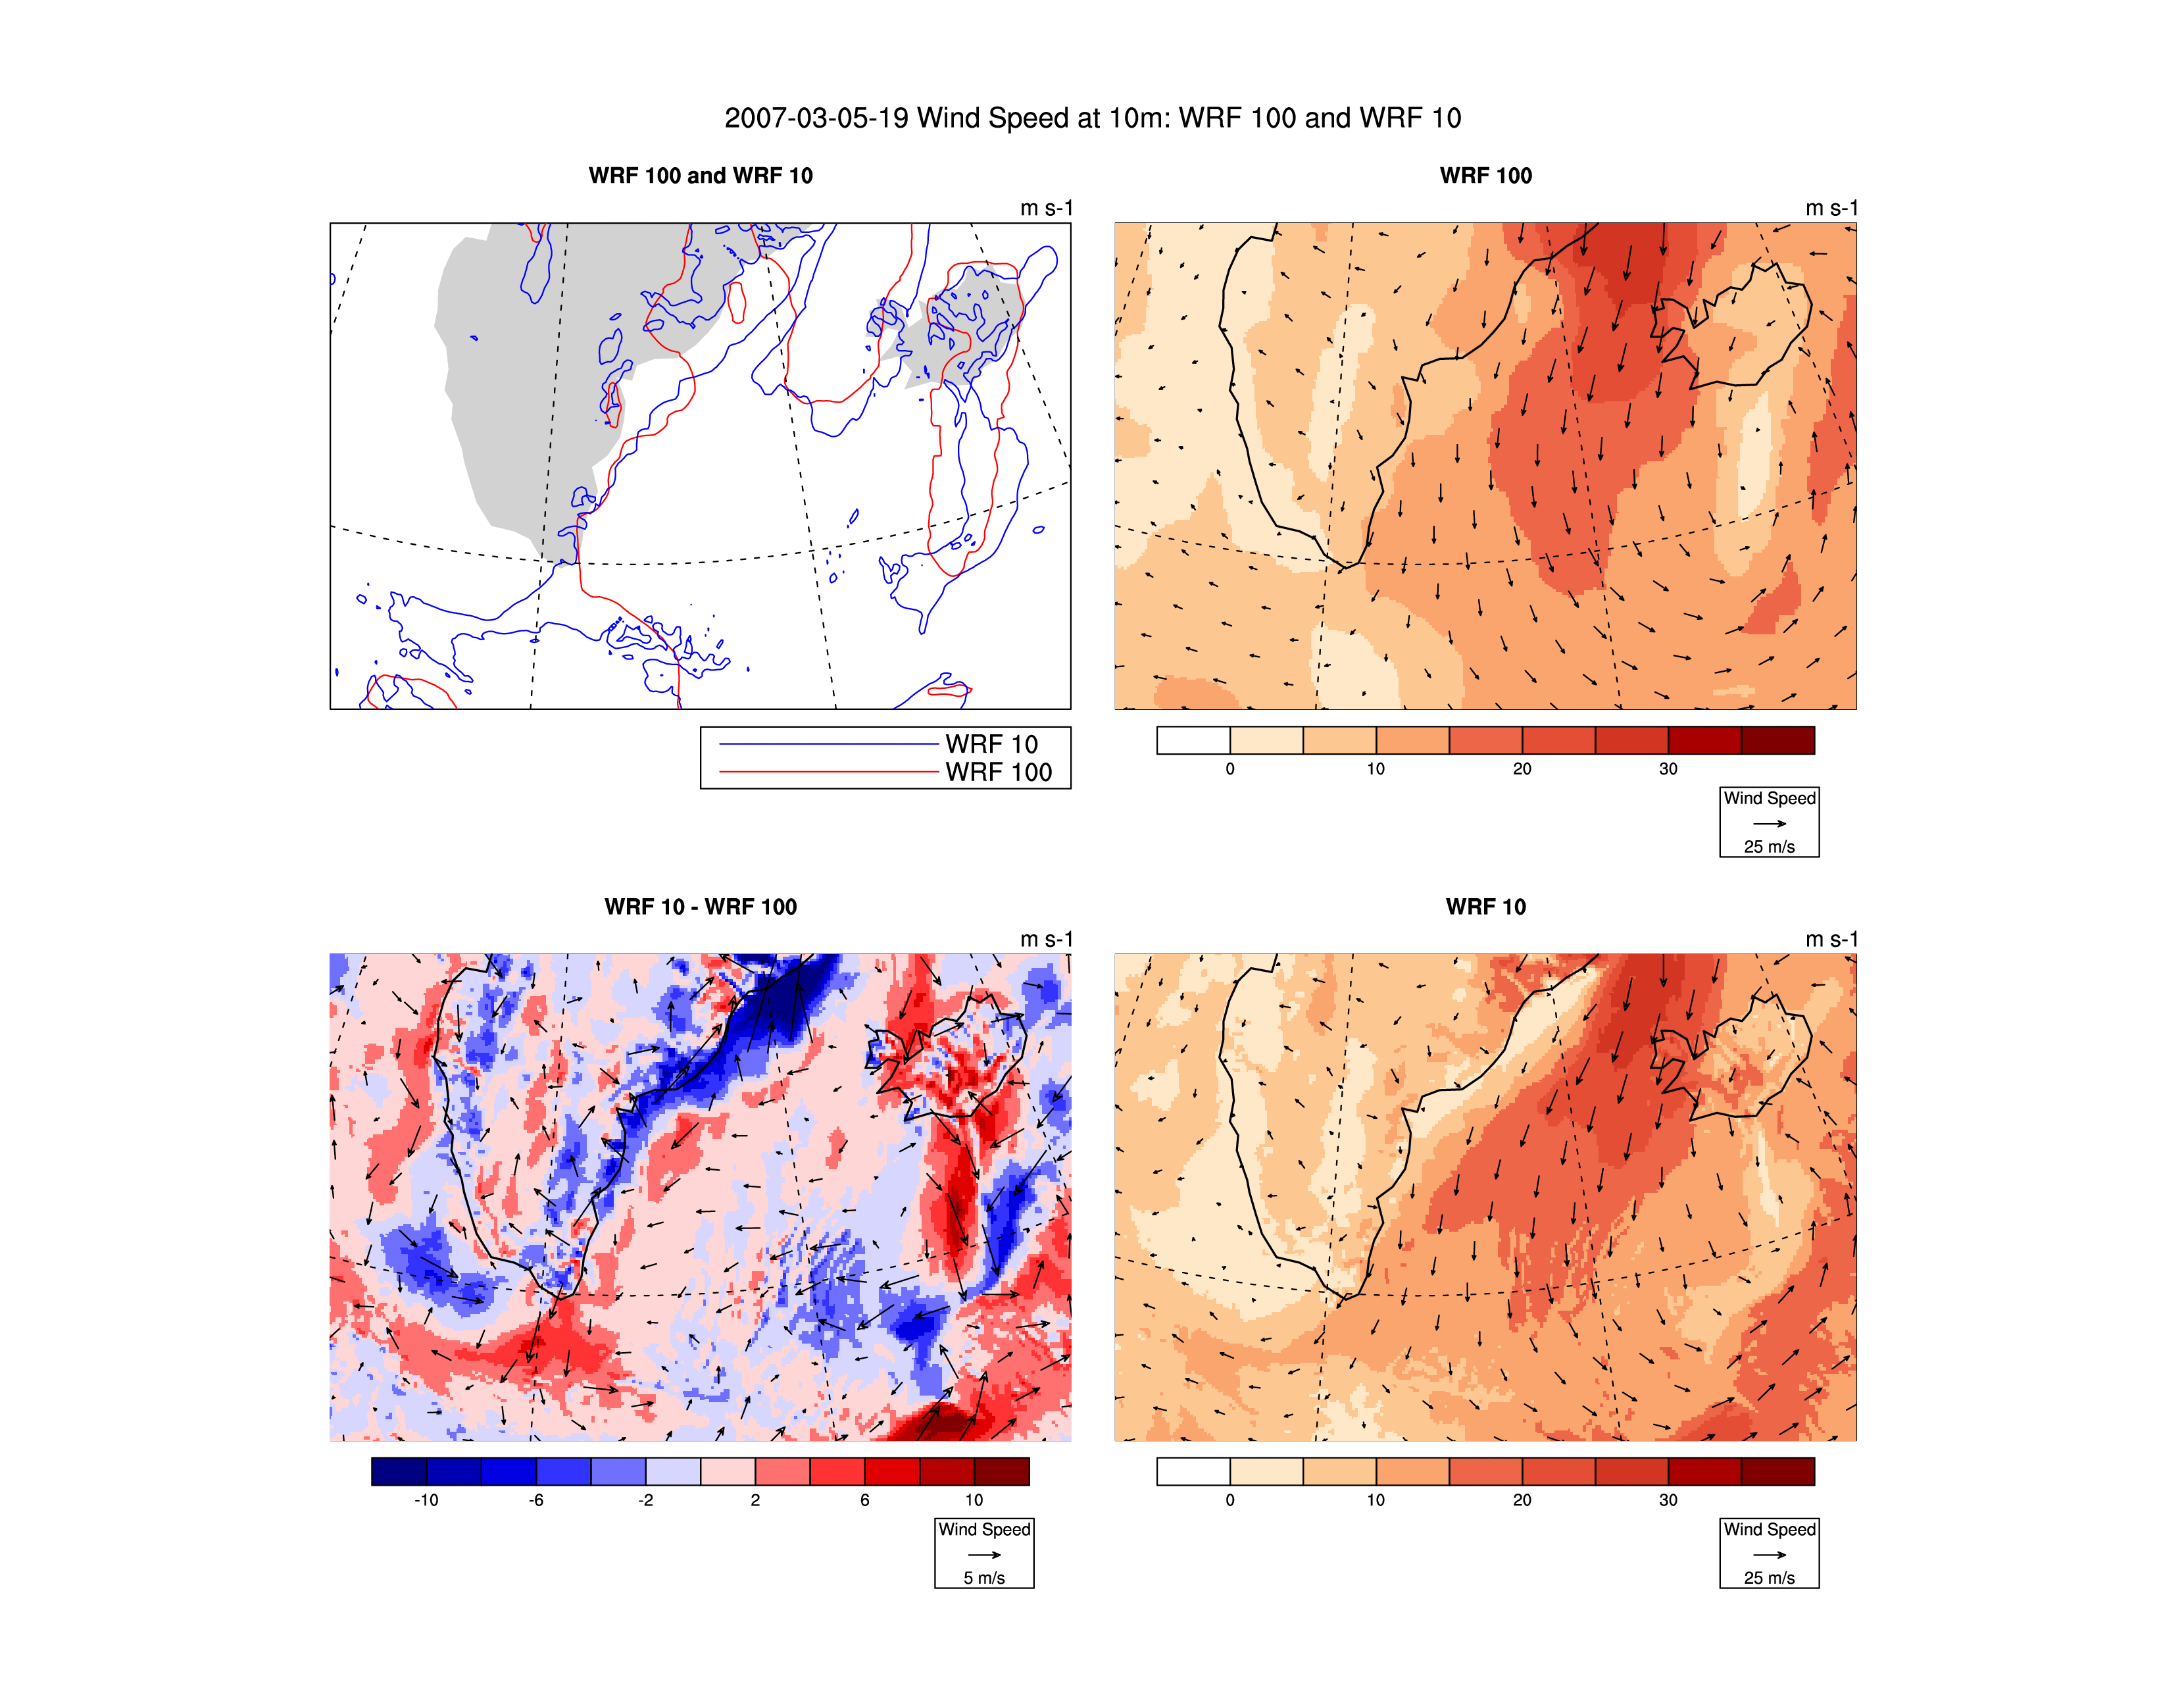 2007-03-05-19 Wind Speed at 10m: WRF 100 and WRF 10
WRF 100 and WRF 10
m s-1
WRF 10
WRF 100
WRF 100
m s-1
0 10 20 30
Wind Speed
25 m/s
WRF 10 - WRF 100
m s-1
-10 -6 -2 2 6 10
Wind Speed
5 m/s
WRF 10
m s-1
0 10 20 30
Wind Speed
25 m/s